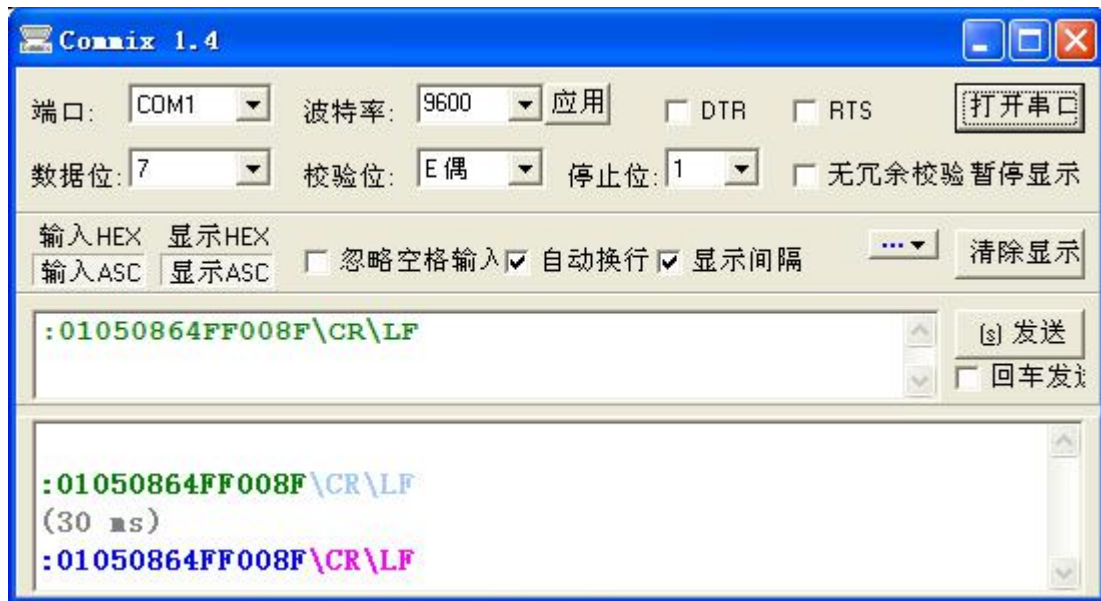 Commix 1.4
端口: COM1 波特率: 9600 应用 DTR RTS 打开串口
数据位: 7 校验位: E偶 停止位: 1 无冗余校验 暂停显示
输入HEX 显示HEX
输入ASC 显示ASC 忽略空格输入 自动换行 显示间隔 ... 清除显示
:01050864FF008F\CR\LF (s) 发送
回车发
:01050864FF008F\CR\LF
(30 ms)
:01050864FF008F\CR\LF